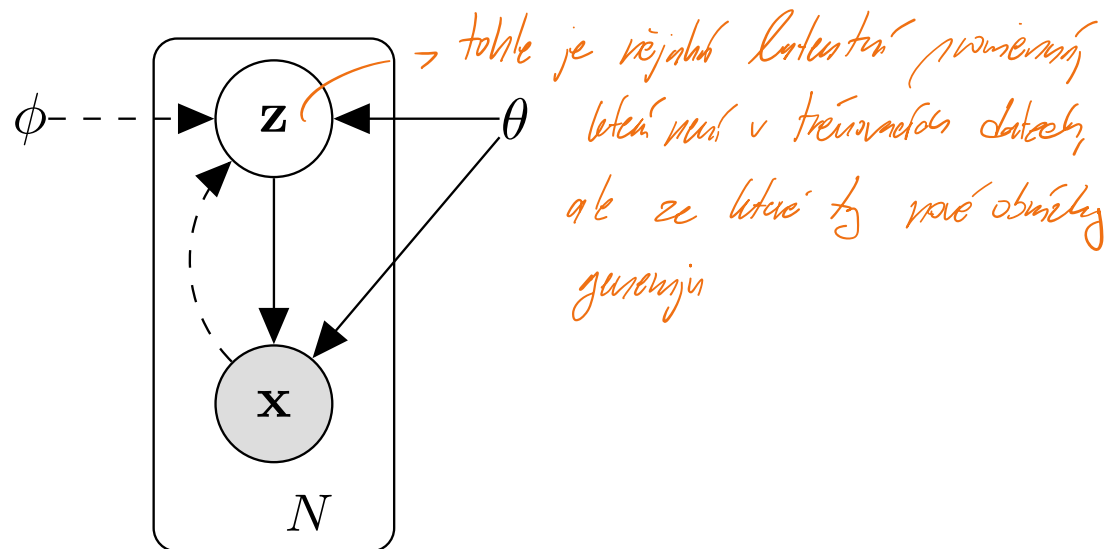 → tohle je nějaká latentní proměnná,
která není v trénovacích datech,
ϕ z θ
ale ze které ty nové obrázky
generuju
x
N